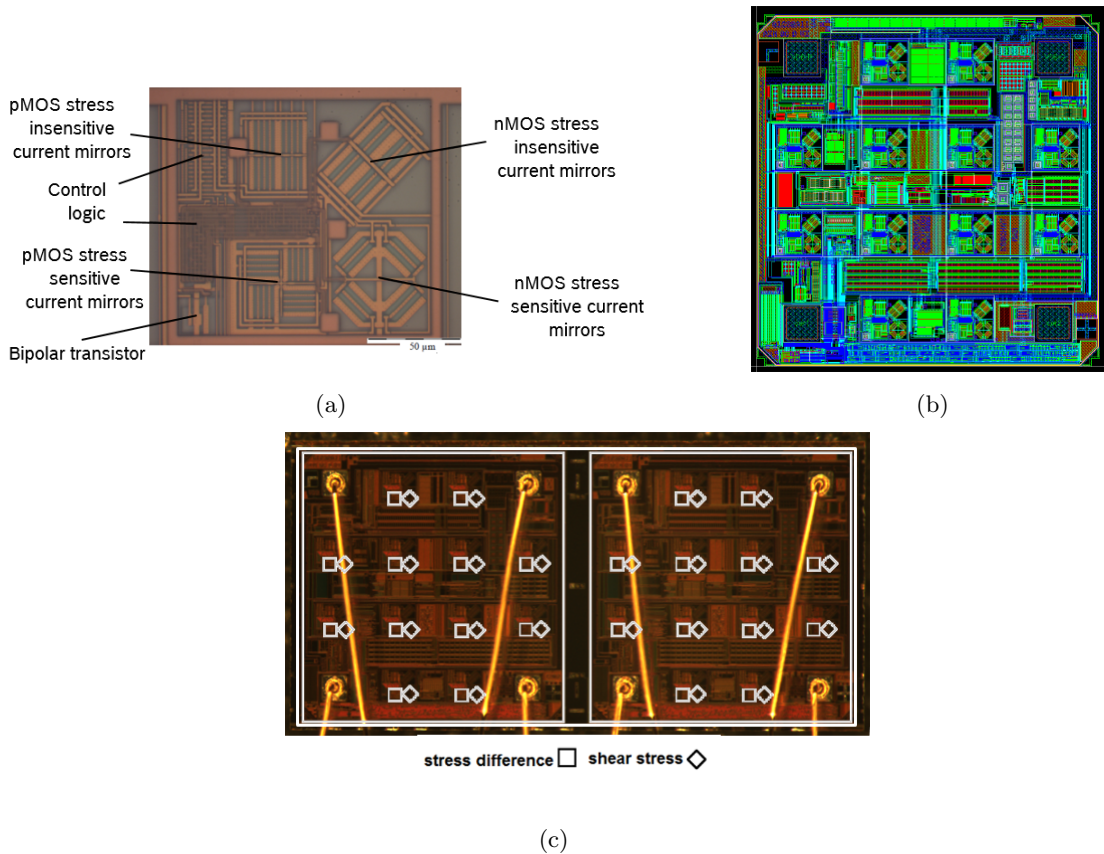 pMOS stress
insensitive
current mirrors
Control
logic
pMOS stress
sensitive
current mirrors
Bipolar transistor
nMOS stress
insensitive
current mirrors
nMOS stress
sensitive current
mirrors
50 µm
(a)
(b)
stress difference shear stress
(c)